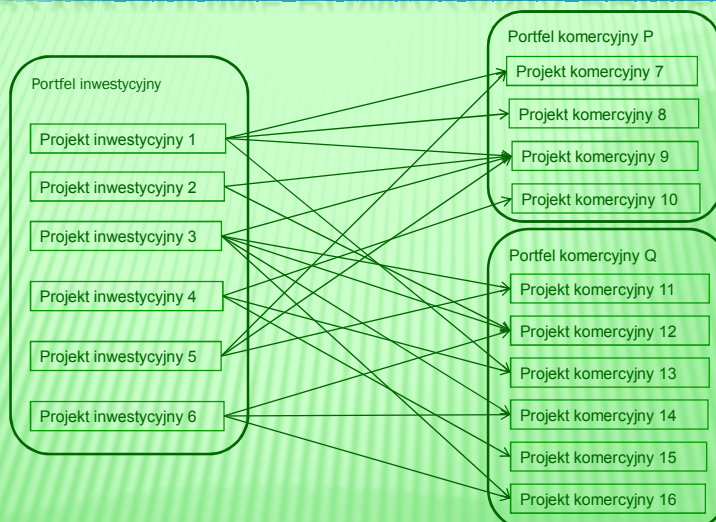 Portfel inwestycyjny
Projekt inwestycyjny 1
Projekt inwestycyjny 2
Projekt inwestycyjny 3
Projekt inwestycyjny 4
Projekt inwestycyjny 5
Projekt inwestycyjny 6
Portfel komercyjny P
Projekt komercyjny 7
Projekt komercyjny 8
Projekt komercyjny 9
Projekt komercyjny 10
Portfel komercyjny Q
Projekt komercyjny 11
Projekt komercyjny 12
Projekt komercyjny 13
Projekt komercyjny 14
Projekt komercyjny 15
Projekt komercyjny 16